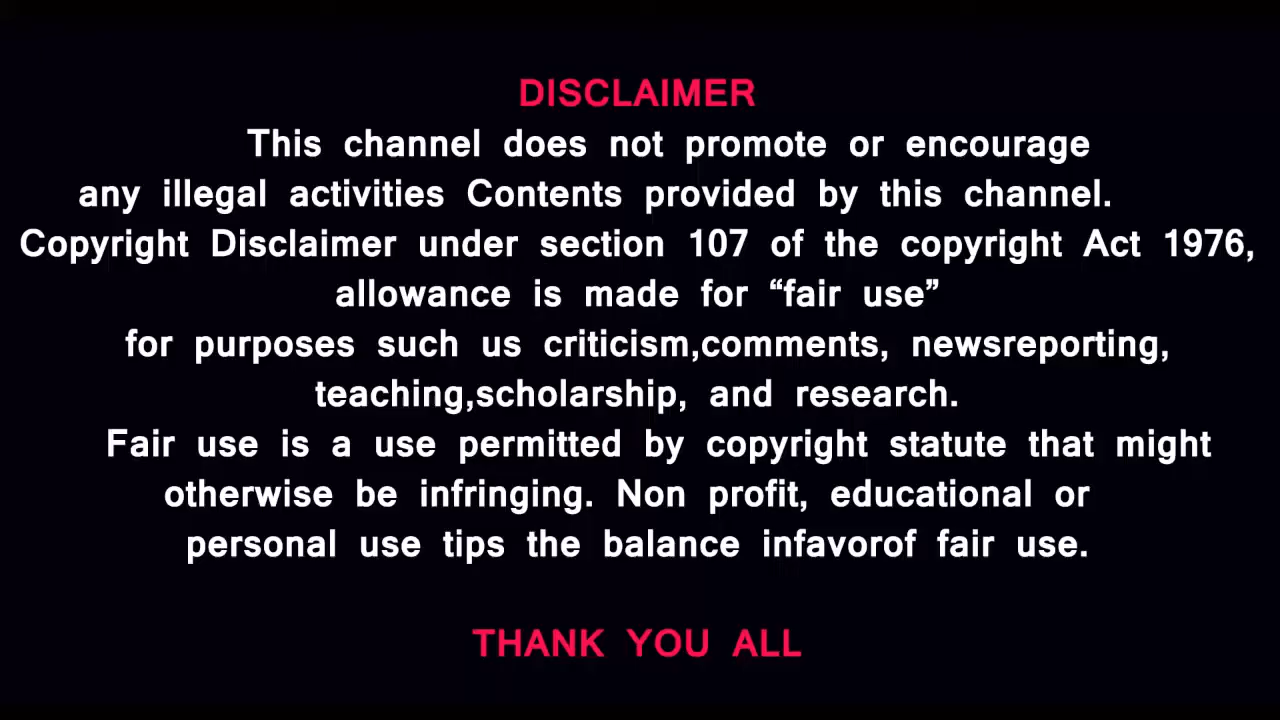 DISCLAIMER
This channel does not promote or encourage
any illegal activities Contents provided by this channel.
Copyright Disclaimer under section 107 of the copyright Act 1976,
allowance is made for “fair use”
for purposes such us criticism,comments, newsreporting,
teaching,scholarship, and research.
Fair use is a use permitted by copyright statute that might
otherwise be infringing. Non profit, educational or
personal use tips the balance infavorof fair use.
THANK YOU ALL